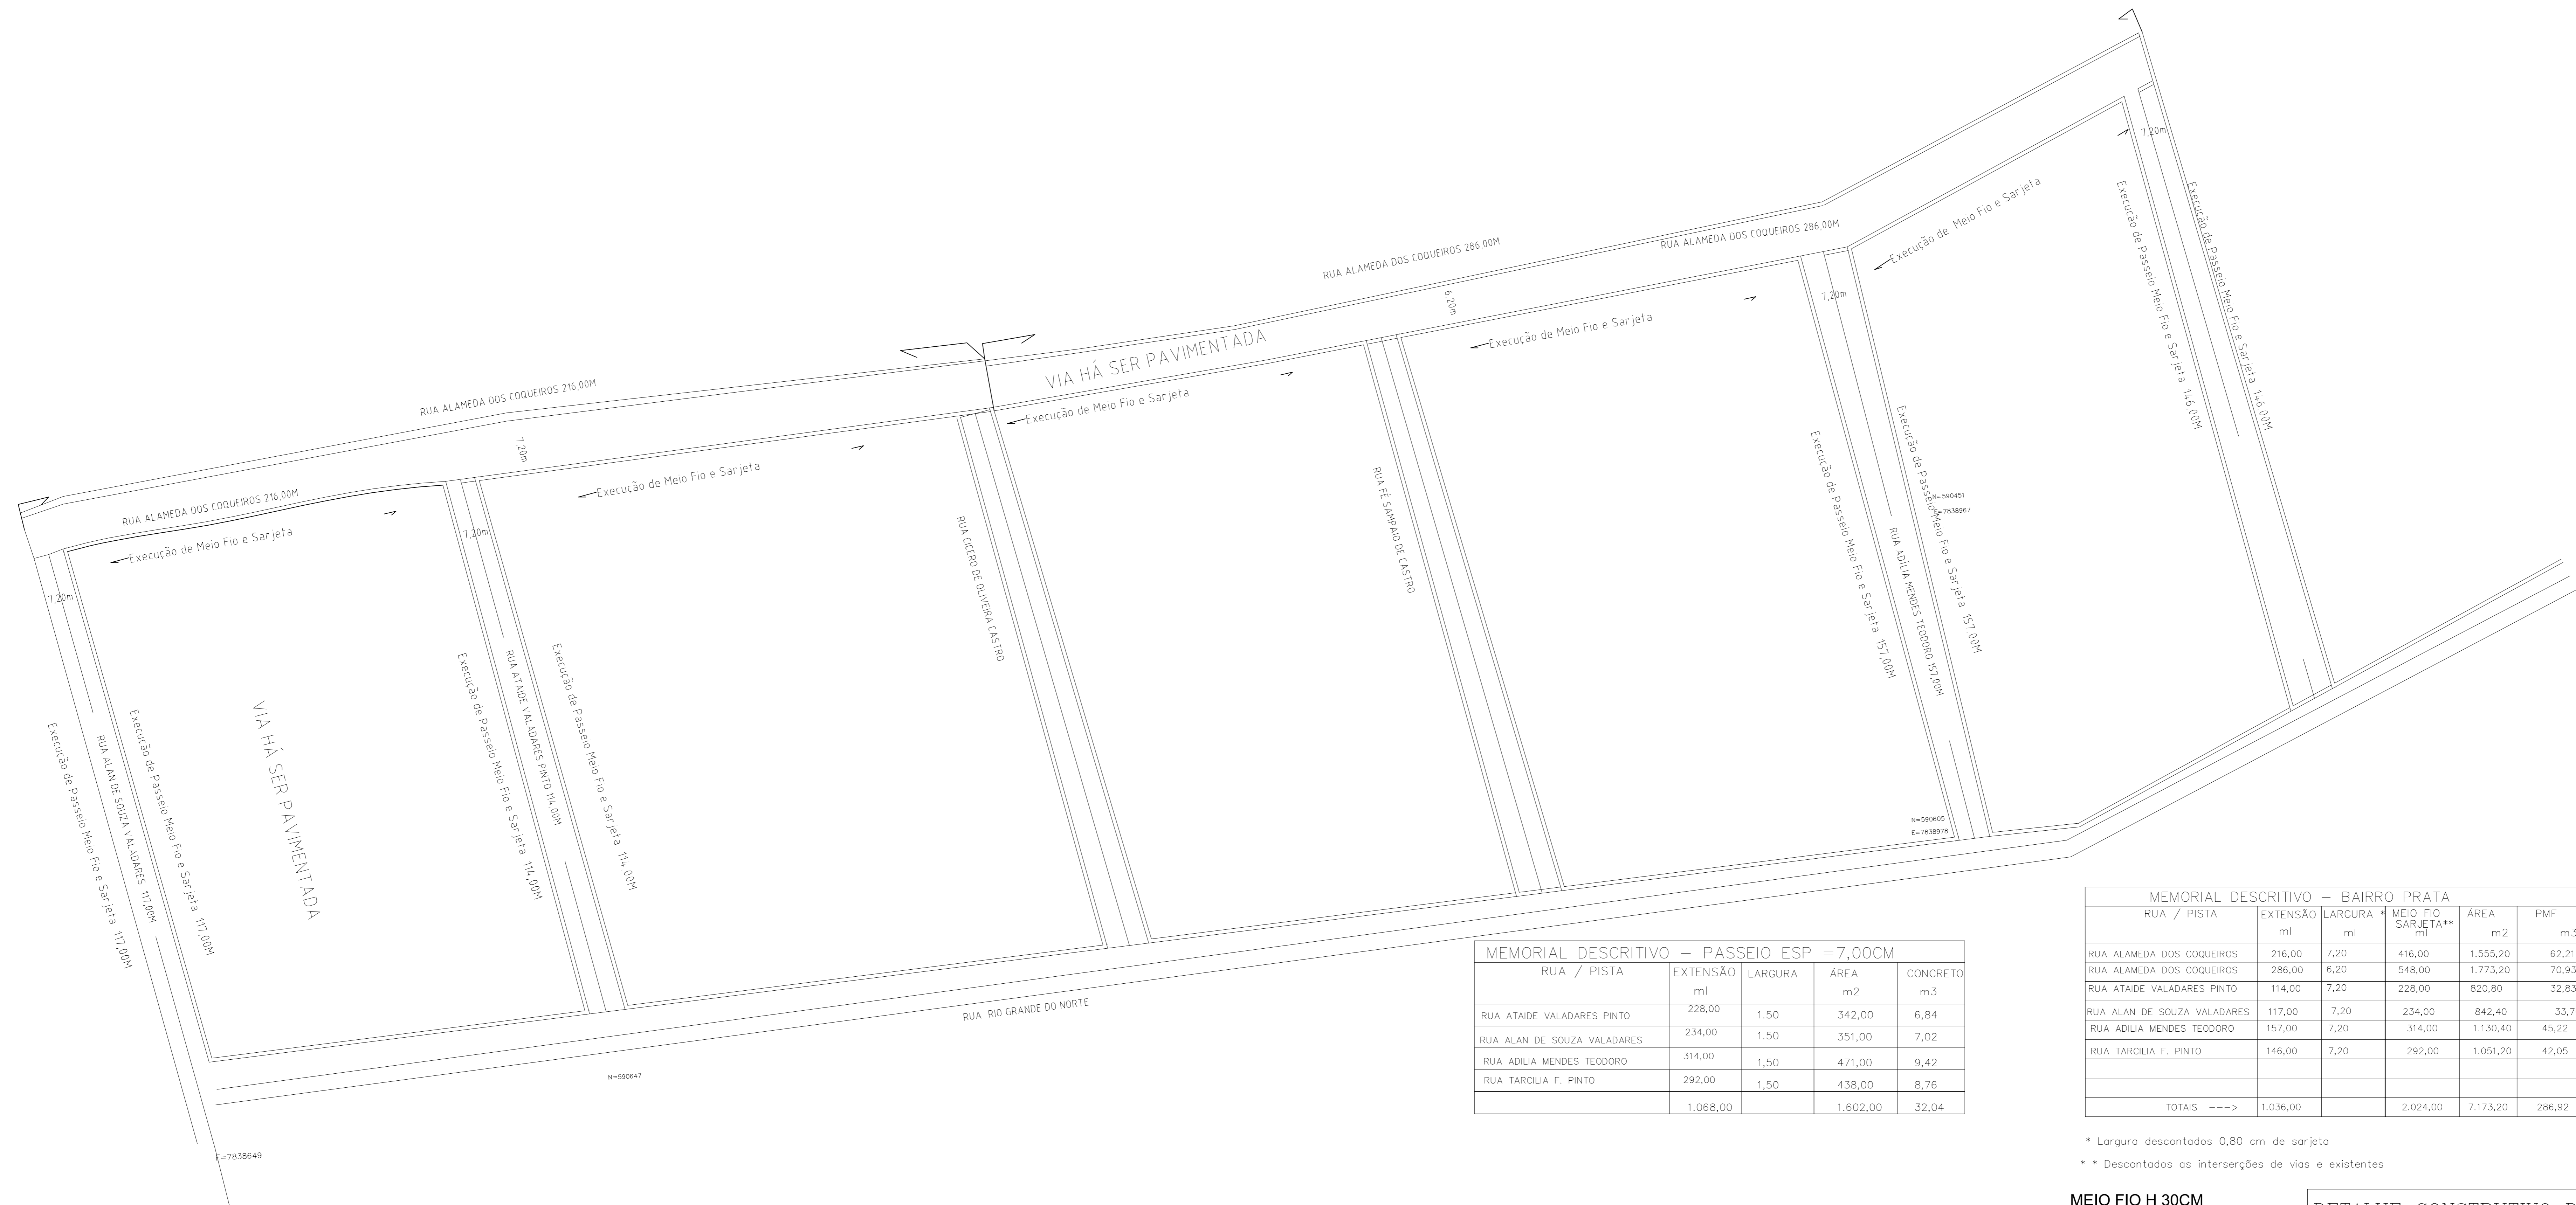 RUA ALAMEDA DOS COQUEIROS 216,00M
RUA ALAMEDA DOS COQUEIROS 286,00M
RUA ALAMEDA DOS COQUEIROS 286,00M
7,20m
Execução de Meio Fio e Sarjeta
6,20m
7,20m
Execução de Meio Fio e Sarjeta
VIA HÁ SER PAVIMENTADA
Execução de Meio Fio e Sarjeta
7,20m
Execução de Meio Fio e Sarjeta
RUA ALAMEDA DOS COQUEIROS 216,00M
Execução de Meio Fio e Sarjeta
7,20m
7,20m
Execução de Passeio Meio Fio e Sarjeta 117,00M
RUA ALAN DE SOUZA VALADARES 117,00M
Execução de Passeio Meio Fio e Sarjeta 117,00M
VIA HÁ SER PAVIMENTADA
Execução de Passeio Meio Fio e Sarjeta 114,00M
RUA ATAIDE VALADARES PINTO 114,00M
Execução de Passeio Meio Fio e Sarjeta 114,00M
RUA CICERO DE OLIVEIRA CASTRO
RUA FÉ SAMPAIO DE CASTRO
Execução de Passeio Meio Fio e Sarjeta 157,00M
RUA ADÍLIA MENDES TEODORO 157,00M
Execução de Passeio Meio Fio e Sarjeta 157,00M
Execução de Passeio Meio Fio e Sarjeta 146,00M
Execução de Passeio Meio Fio e Sarjeta 146,00M
N=590451
E=7838967
N=590605
E=7838978
RUA RIO GRANDE DO NORTE
N=590647
E=7838649
MEMORIAL DESCRITIVO – PASSEIO ESP =7,00CM
RUA / PISTA EXTENSÃO LARGURA ÁREA CONCRETO
ml m2 m3
RUA ATAIDE VALADARES PINTO 228,00 1.50 342,00 6,84
RUA ALAN DE SOUZA VALADARES 234,00 1.50 351,00 7,02
RUA ADILIA MENDES TEODORO 314,00 1,50 471,00 9,42
RUA TARCILIA F. PINTO 292,00 1,50 438,00 8,76
1.068,00 1.602,00 32,04
MEMORIAL DESCRITIVO – BAIRRO PRATA
RUA / PISTA EXTENSÃO LARGURA * MEIO FIO ÁREA PMF
SARJETA**
ml ml ml m2 m3
RUA ALAMEDA DOS COQUEIROS 216,00 7,20 416,00 1.555,20 62,21
RUA ALAMEDA DOS COQUEIROS 286,00 6,20 548,00 1.773,20 70,93
RUA ATAIDE VALADARES PINTO 114,00 7,20 228,00 820,80 32,83
RUA ALAN DE SOUZA VALADARES 117,00 7,20 234,00 842,40 33,7
RUA ADILIA MENDES TEODORO 157,00 7,20 314,00 1.130,40 45,22
RUA TARCILIA F. PINTO 146,00 7,20 292,00 1.051,20 42,05
TOTAIS ---> 1.036,00 2.024,00 7.173,20 286,92
* Largura descontados 0,80 cm de sarjeta
* * Descontados as interserções de vias e existentes
MEIO FIO H 30CM